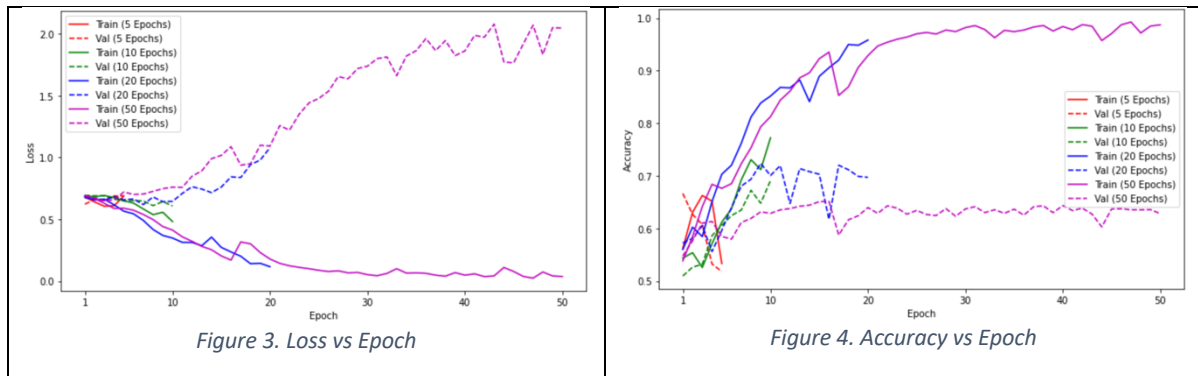 Train (5 Epochs)
Val (5 Epochs)
Train (10 Epochs)
Val (10 Epochs)
Train (20 Epochs)
Val (20 Epochs)
Train (50 Epochs)
Val (50 Epochs)
2.0
1.5
1.0
0.5
0.0
Loss
1
10
20
30
40
50
Epoch
Figure 3. Loss vs Epoch
1.0
0.9
0.8
0.7
0.6
0.5
Accuracy
Train (5 Epochs)
Val (5 Epochs)
Train (10 Epochs)
Val (10 Epochs)
Train (20 Epochs)
Val (20 Epochs)
Train (50 Epochs)
Val (50 Epochs)
1
10
20
30
40
50
Epoch
Figure 4. Accuracy vs Epoch